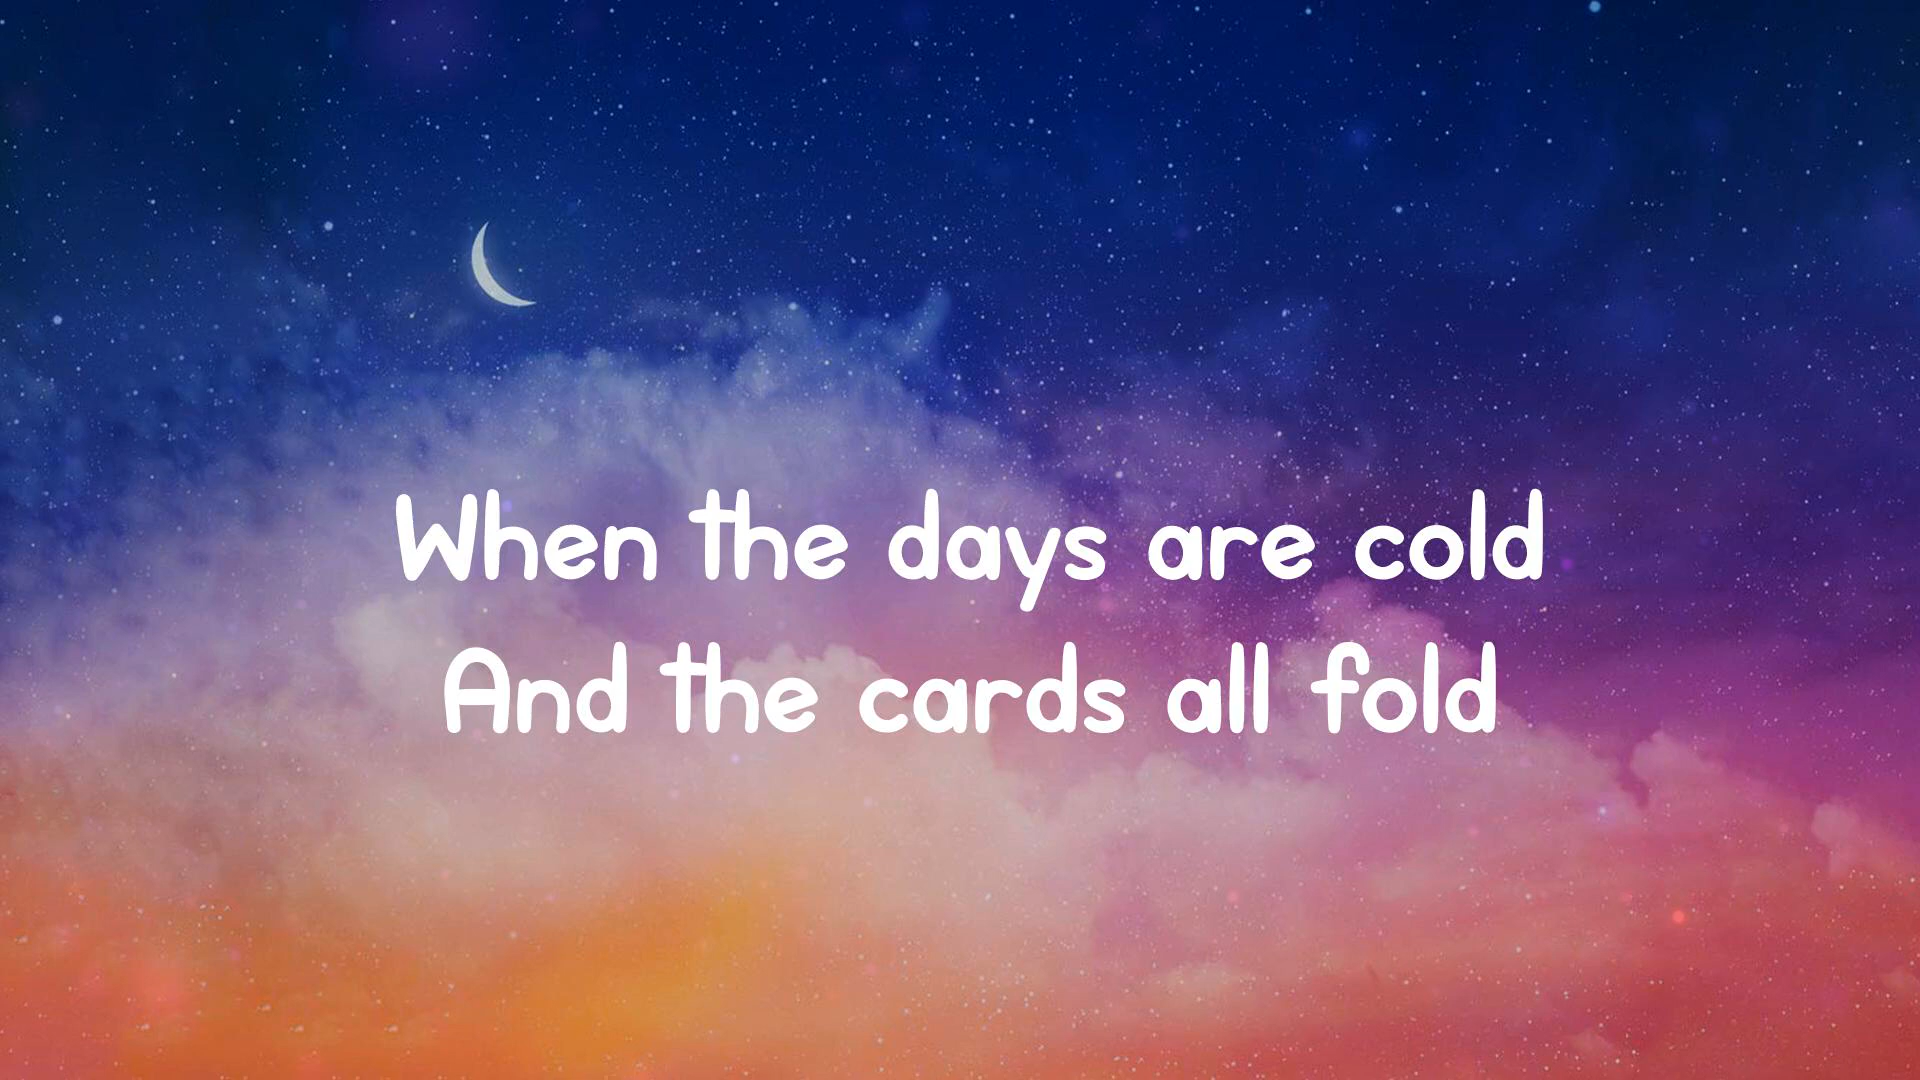 When the days are cold
And the cards all fold